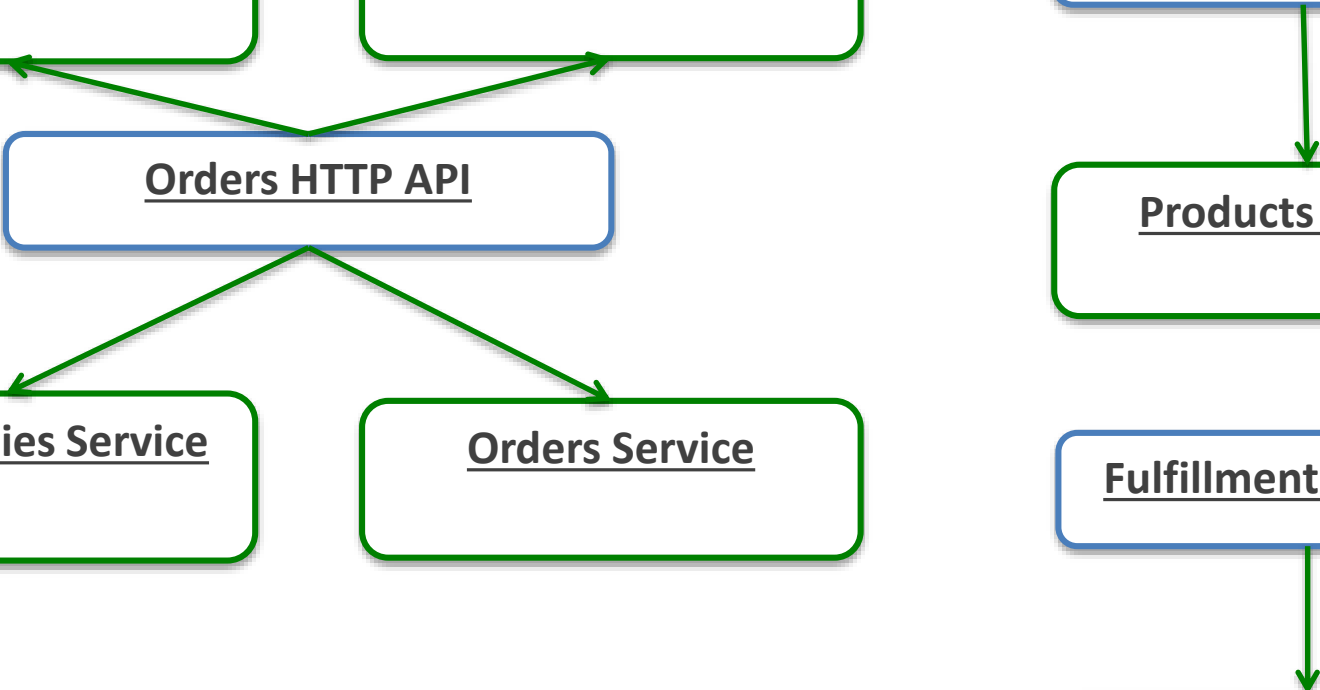 Orders HTTP API
Products
ies Service
Orders Service
Fulfillment